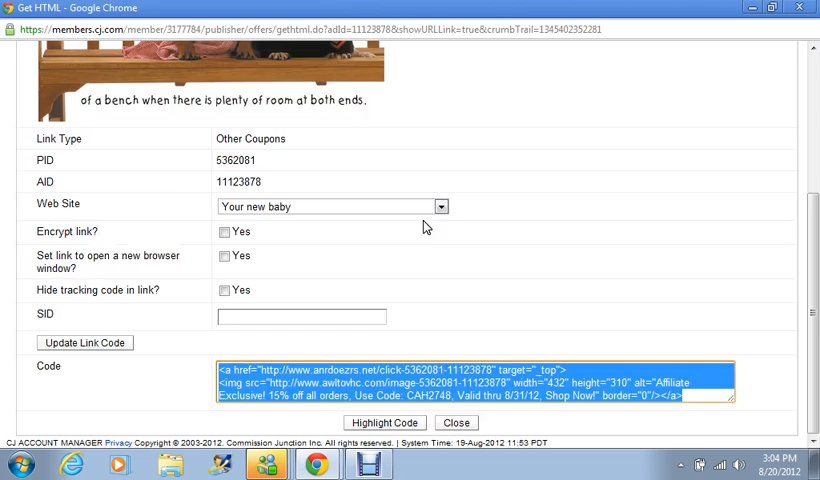 Get HTML - Google Chrome
https://members.cj.com/member/3177784/publisher/offers/gethtml.do?adId=11123878&showURLLink=true&crumbTrail=1345402352281
of a bench when there is plenty of room at both ends.
Link Type Other Coupons
PID 5362081
AID 11123878
Web Site Your new baby
Encrypt link? Yes
Set link to open a new browser window? Yes
Hide tracking code in link? Yes
SID
Update Link Code
Code <a href="http://www.anrdoezrs.net/click-5362081-11123878" target="_top">
<img src="http://www.awltovhc.com/image-5362081-11123878" width="432" height="310" alt="Affiliate
Exclusive! 15% off all orders, Use Code: CAH2748, Valid thru 8/31/12, Shop Now!" border="0"/></a>
Highlight Code Close
CJ ACCOUNT MANAGER Privacy Copyright © 2003-2012. Commission Junction Inc. All rights reserved. | System Time: 19-Aug-2012 11:53 PDT
3:04 PM
8/20/2012